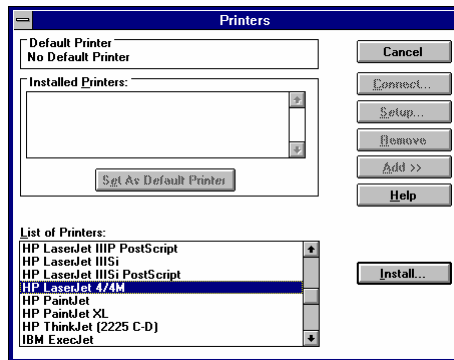 Printers
Default Printer
No Default Printer
Installed Printers:
Set As Default Printer
Cancel
Connect...
Setup...
Remove
Add >>
Help
List of Printers:
HP LaserJet IIIP PostScript
HP LaserJet IIISi
HP LaserJet IIISi PostScript
HP LaserJet 4/4M
HP PaintJet
HP PaintJet XL
HP ThinkJet (2225 C-D)
IBM ExecJet
Install...